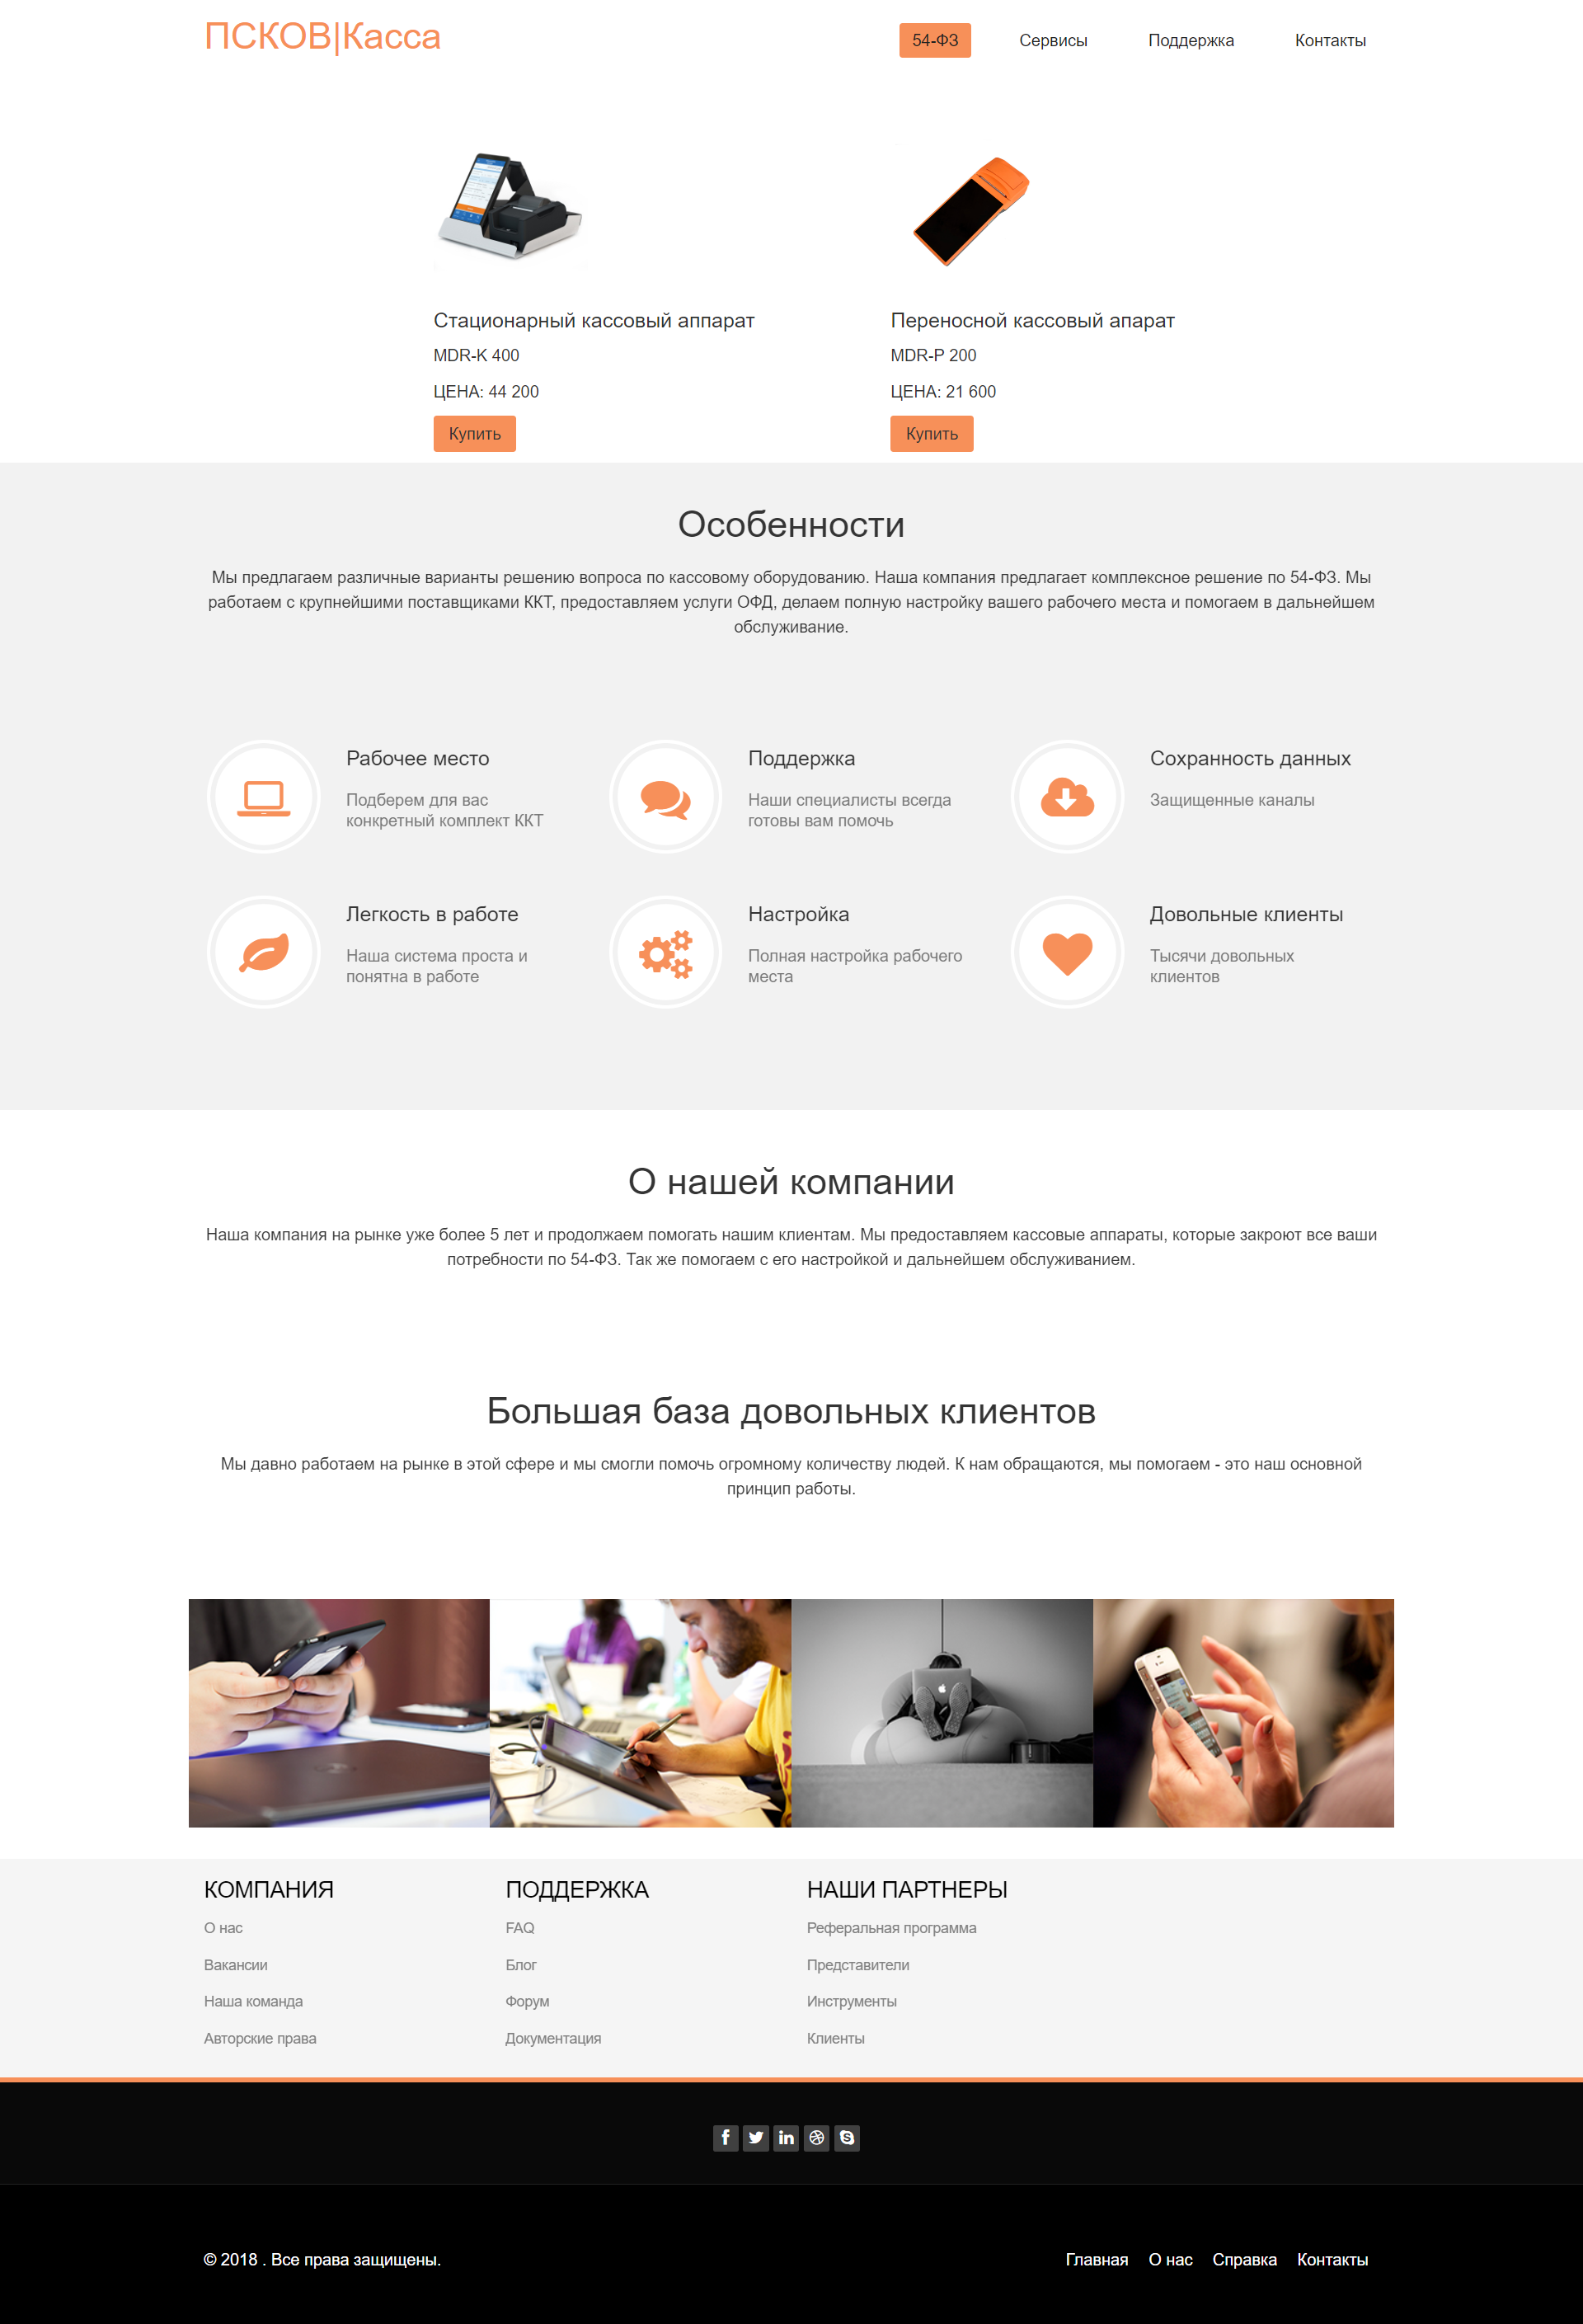 ПСКОВ|Касса
54-ФЗ Сервисы Поддержка Контакты
Стационарный кассовый аппарат
MDR-K 400
ЦЕНА: 44 200
Купить
Переносной кассовый апарат
MDR-P 200
ЦЕНА: 21 600
Купить
Особенности
Мы предлагаем различные варианты решению вопроса по кассовому оборудованию. Наша компания предлагает комплексное решение по 54-ФЗ. Мы
работаем с крупнейшими поставщиками ККТ, предоставляем услуги ОФД, делаем полную настройку вашего рабочего места и помогаем в дальнейшем
обслуживание.
Рабочее место
Подберем для вас
конкретный комплект ККТ
Поддержка
Наши специалисты всегда
готовы вам помочь
Сохранность данных
Защищенные каналы
Легкость в работе
Наша система проста и
понятна в работе
Настройка
Полная настройка рабочего
места
Довольные клиенты
Тысячи довольных
клиентов
О нашей компании
Наша компания на рынке уже более 5 лет и продолжаем помогать нашим клиентам. Мы предоставляем кассовые аппараты, которые закроют все ваши
потребности по 54-ФЗ. Так же помогаем с его настройкой и дальнейшем обслуживанием.
Большая база довольных клиентов
Мы давно работаем на рынке в этой сфере и мы смогли помочь огромному количеству людей. К нам обращаются, мы помогаем - это наш основной
принцип работы.
КОМПАНИЯ
О нас
Вакансии
Наша команда
Авторские права
ПОДДЕРЖКА
FAQ
Блог
Форум
Документация
НАШИ ПАРТНЕРЫ
Реферальная программа
Представители
Инструменты
Клиенты
© 2018 . Все права защищены.
Главная О нас Справка Контакты